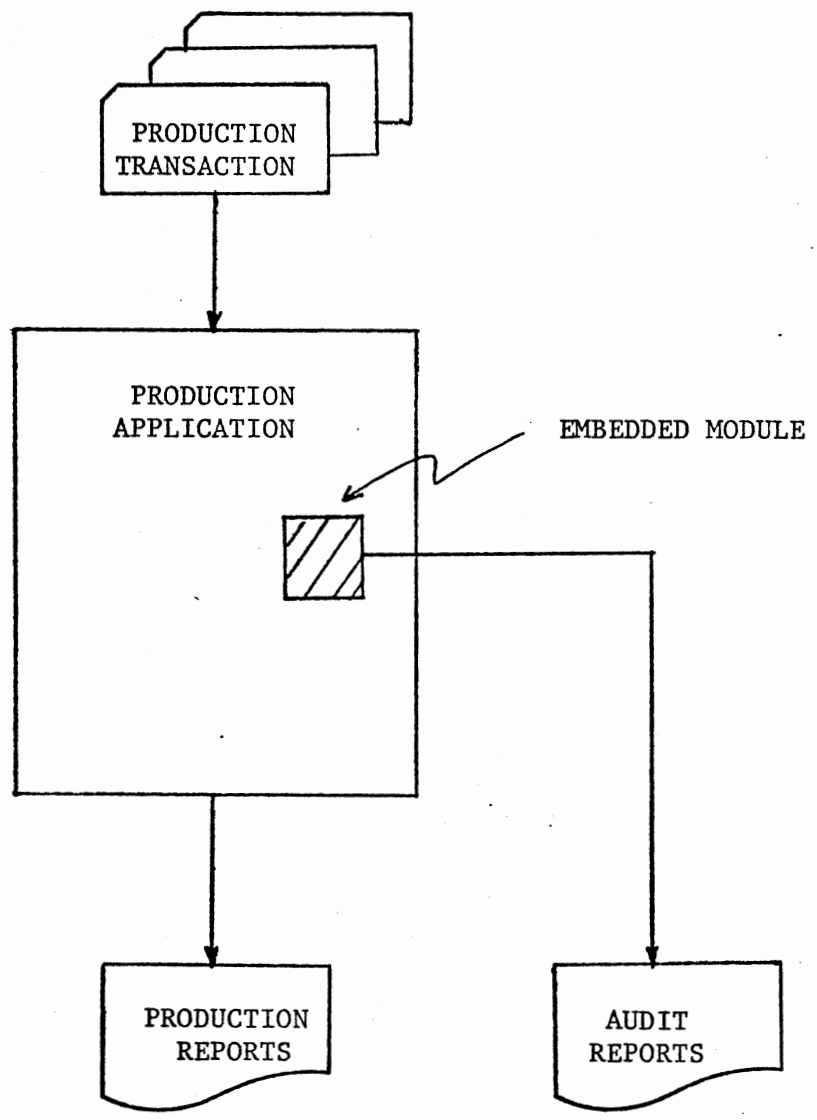 PRODUCTION
TRANSACTION
PRODUCTION
APPLICATION
EMBEDDED MODULE
PRODUCTION
REPORTS
AUDIT
REPORTS